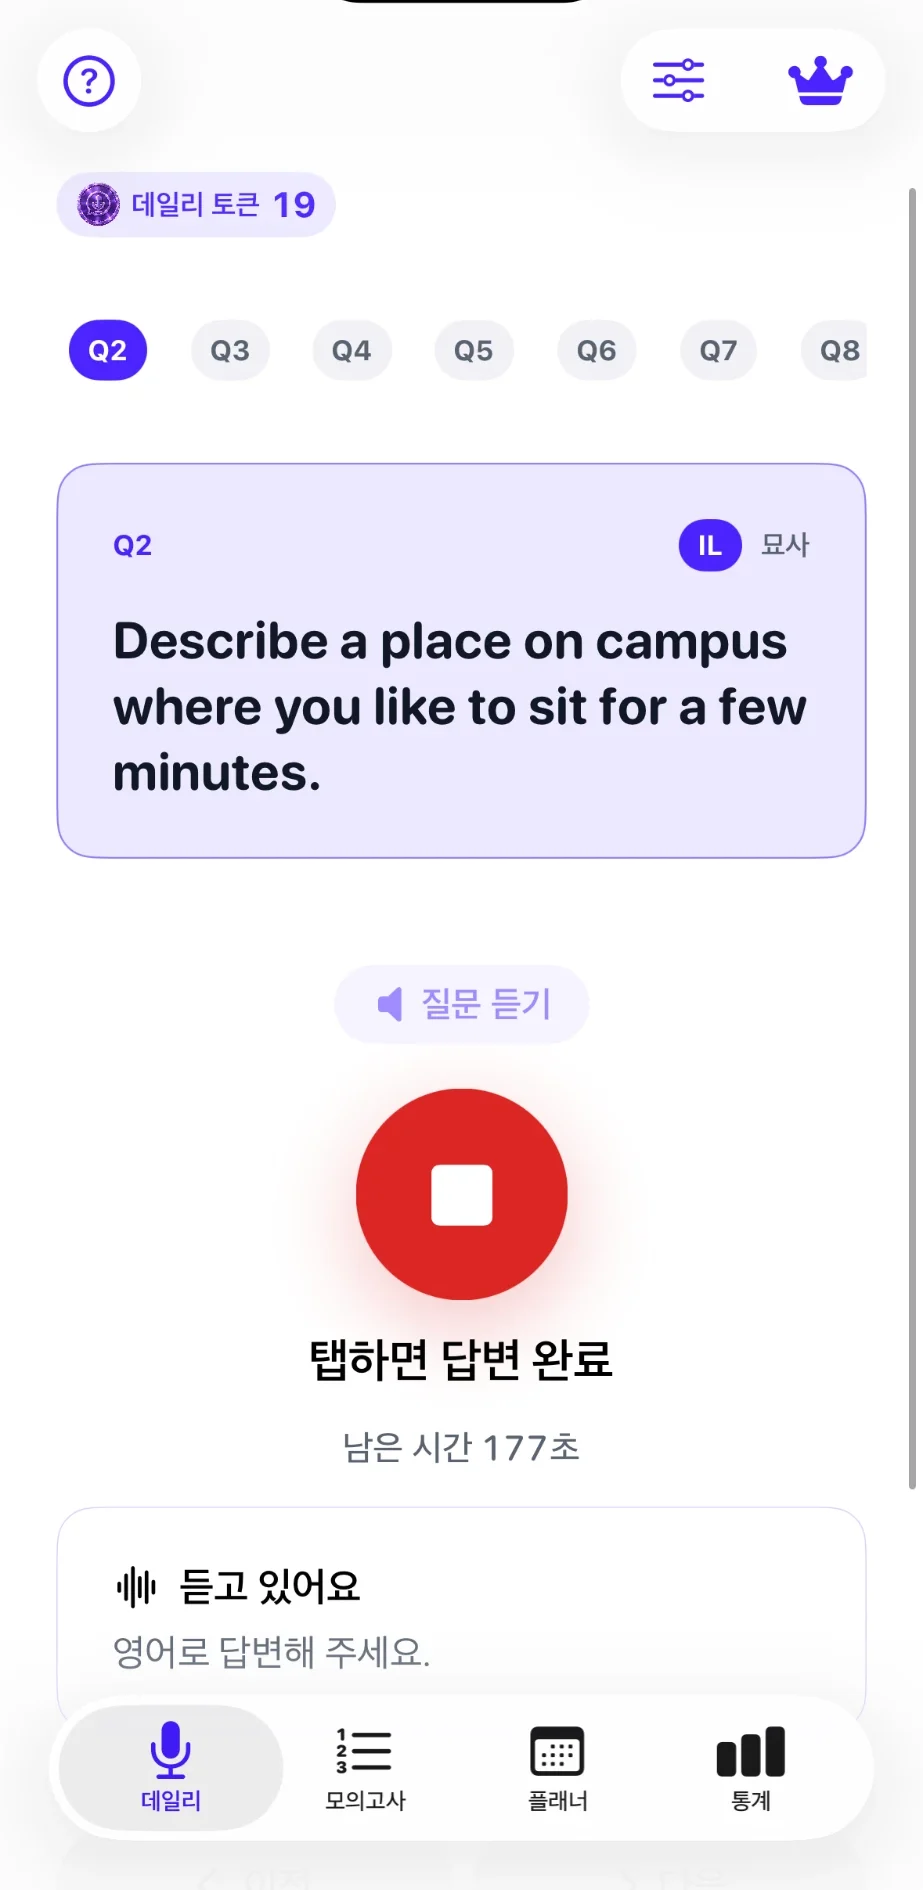 데일리 토큰 19
Q2 Q3 Q4 Q5 Q6 Q7 Q8
Q2 IL 묘사
Describe a place on campus
where you like to sit for a few
minutes.
질문 듣기
탭하면 답변 완료
남은 시간 177초
듣고 있어요
영어로 답변해 주세요.
데일리 모의고사 플래너 통계